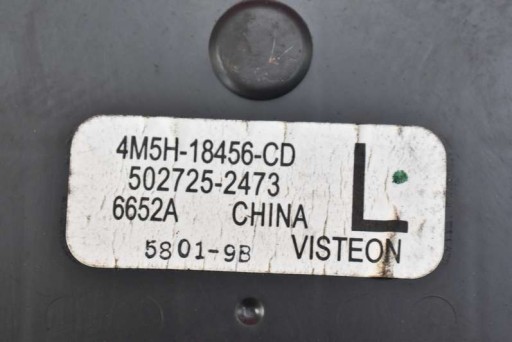 4M5H-18456-CD
502725-2473
6652A CHINA
L
5801-9B VISTEON